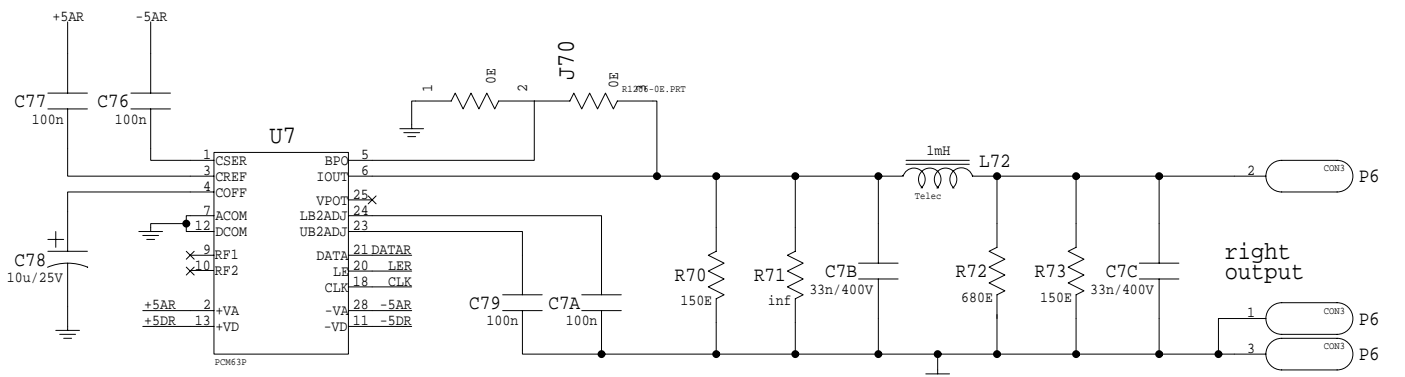 +5AR
-5AR
C77
100n
C76
100n
C78
10u/25V
U7
1 CSER
3 CREF
4 COFF
7 ACOM
12 DCOM
9 RF1
10 RF2
+5AR 2 +VA
+5DR 13 +VD
BPO 5
IOUT 6
VPOT 25
LB2ADJ 24
UB2ADJ 23
DATA 21 DATAR
LE 20 LER
CLK 18 CLK
-VA 28 -5AR
-VD 11 -5DR
PCM63P
1
0E
2
J70
0E
C79
100n
C7A
100n
R70
150E
R71
inf
C7B
33n/400V
1mH
L72
Telec
R72
680E
R73
150E
C7C
33n/400V
2 CON3 P6
right
output
1 CON3 P6
3 CON3 P6